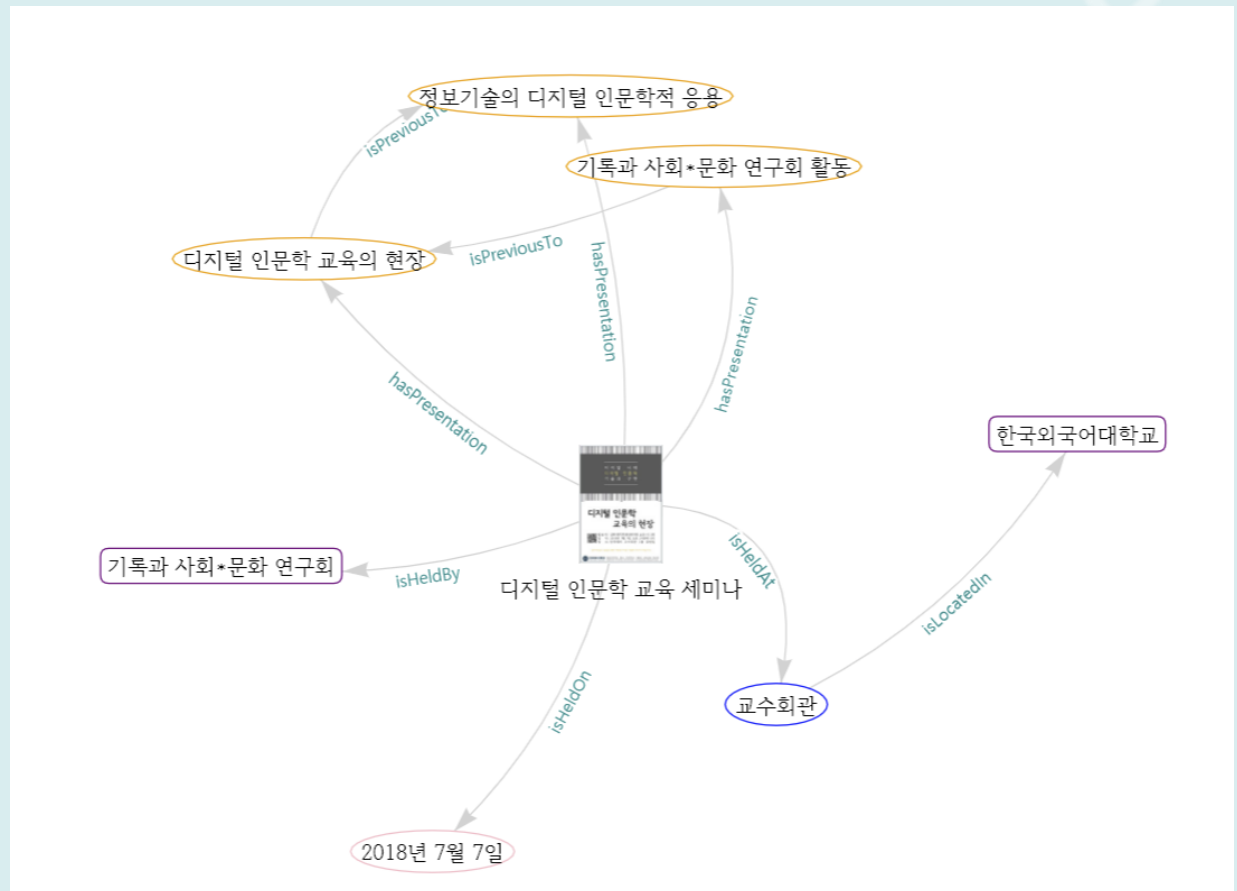 정보기술의 디지털 인문학적 응용
isPreviousTo
기록과 사회*문화 연구회 활동
isPreviousTo
디지털 인문학 교육의 현장
hasPresentation
hasPresentation
hasPresentation
한국외국어대학교
디지털 인문학
교육의 현장
isHeldAt
기록과 사회*문화 연구회
isHeldBy
디지털 인문학 교육 세미나
isLocatedIn
isHeldOn
교수회관
2018년 7월 7일